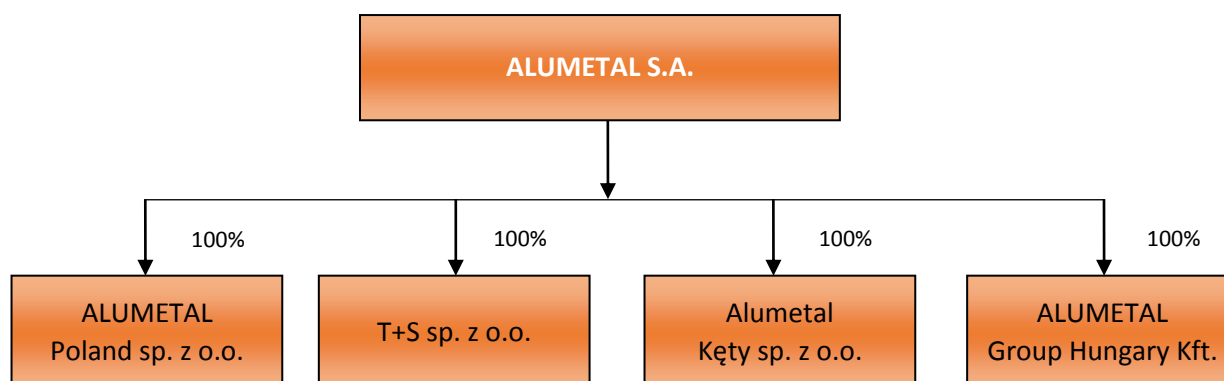 ALUMETAL S.A.
100%
100%
100%
100%
ALUMETAL
Poland sp. z o.o.
T+S sp. z o.o.
Alumetal
Kęty sp. z o.o.
ALUMETAL
Group Hungary Kft.